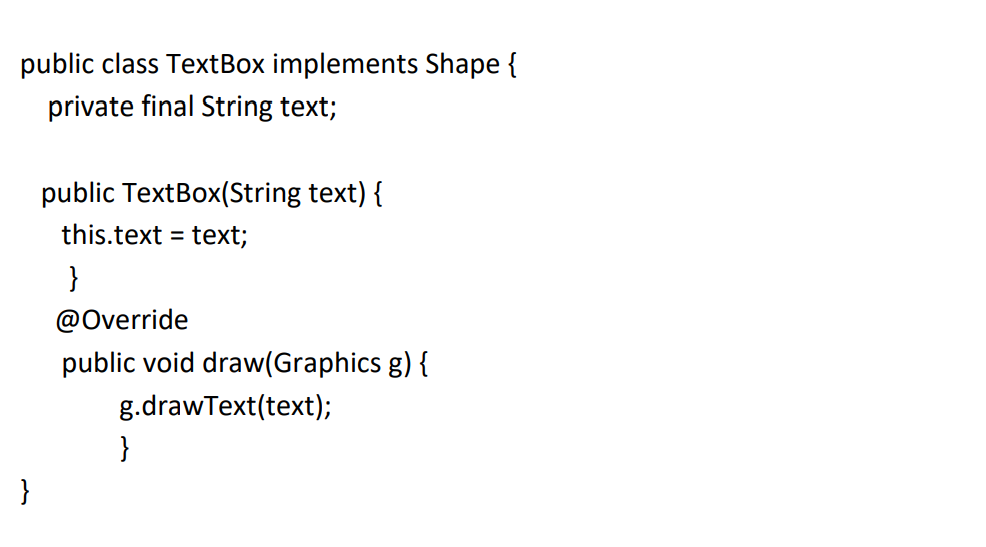 public class TextBox implements Shape {
private final String text;
public TextBox(String text) {
this.text = text;
}
@Override
public void draw(Graphics g) {
g.drawText(text);
}
}